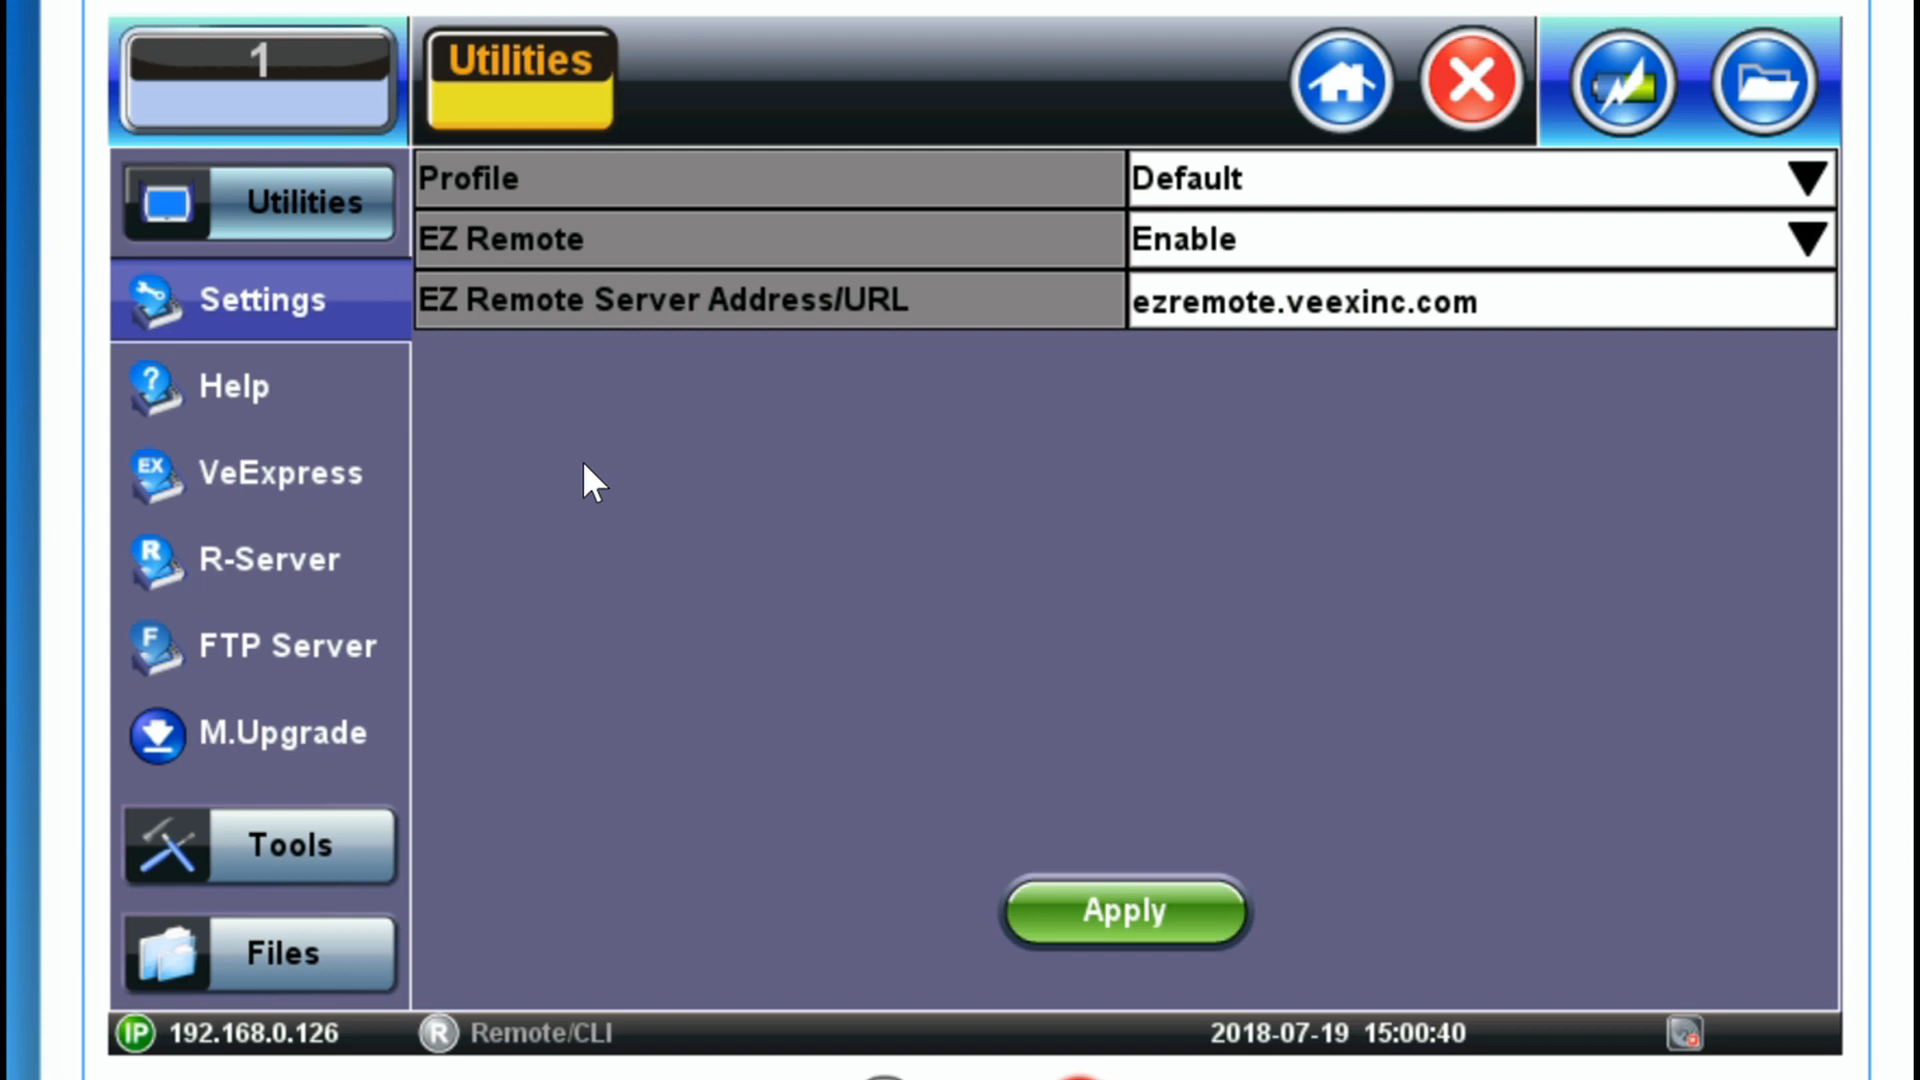 1
Utilities
Utilities
Profile
Default
EZ Remote
Enable
Settings
EZ Remote Server Address/URL
ezremote.veexinc.com
?
Help
EX
VeExpress
R
R-Server
F
FTP Server
M.Upgrade
Tools
Apply
Files
IP 192.168.0.126
R Remote/CLI
2018-07-19 15:00:40